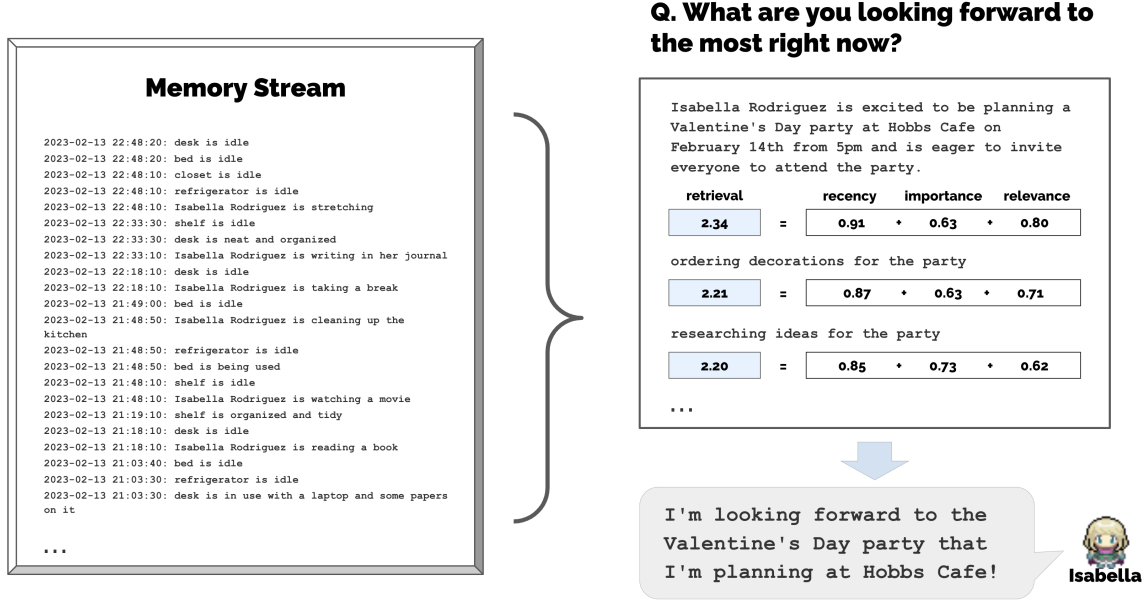 Q. What are you looking forward to
the most right now?
Memory Stream
2023-02-13 22:48:20: desk is idle
2023-02-13 22:48:20: bed is idle
2023-02-13 22:48:10: closet is idle
2023-02-13 22:48:10: refrigerator is idle
2023-02-13 22:48:10: Isabella Rodriguez is stretching
2023-02-13 22:33:30: shelf is idle
2023-02-13 22:33:30: desk is neat and organized
2023-02-13 22:33:10: Isabella Rodriguez is writing in her journal
2023-02-13 22:18:10: desk is idle
2023-02-13 22:18:10: Isabella Rodriguez is taking a break
2023-02-13 21:49:00: bed is idle
2023-02-13 21:48:50: Isabella Rodriguez is cleaning up the
kitchen
2023-02-13 21:48:50: refrigerator is idle
2023-02-13 21:48:50: bed is being used
2023-02-13 21:48:10: shelf is idle
2023-02-13 21:48:10: Isabella Rodriguez is watching a movie
2023-02-13 21:19:10: shelf is organized and tidy
2023-02-13 21:18:10: desk is idle
2023-02-13 21:18:10: Isabella Rodriguez is reading a book
2023-02-13 21:03:40: bed is idle
2023-02-13 21:03:30: refrigerator is idle
2023-02-13 21:03:30: desk is in use with a laptop and some papers
on it
...
Isabella Rodriguez is excited to be planning a
Valentine's Day party at Hobbs Cafe on
February 14th from 5pm and is eager to invite
everyone to attend the party.
retrieval recency importance relevance
2.34 = 0.91 + 0.63 + 0.80
ordering decorations for the party
2.21 = 0.87 + 0.63 + 0.71
researching ideas for the party
2.20 = 0.85 + 0.73 + 0.62
...
I'm looking forward to the
Valentine's Day party that
I'm planning at Hobbs Cafe!
Isabella